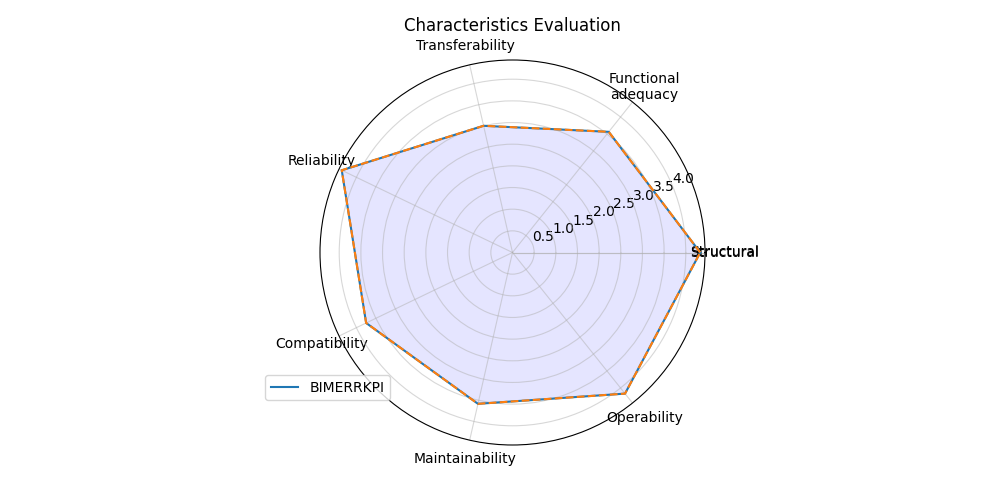 Characteristics Evaluation
Transferability
Functional
adequacy
Reliability
4.0
3.5
3.0
2.5
2.0
1.5
1.0
0.5
Structural
Compatibility
BIMERRKPI
Operability
Maintainability